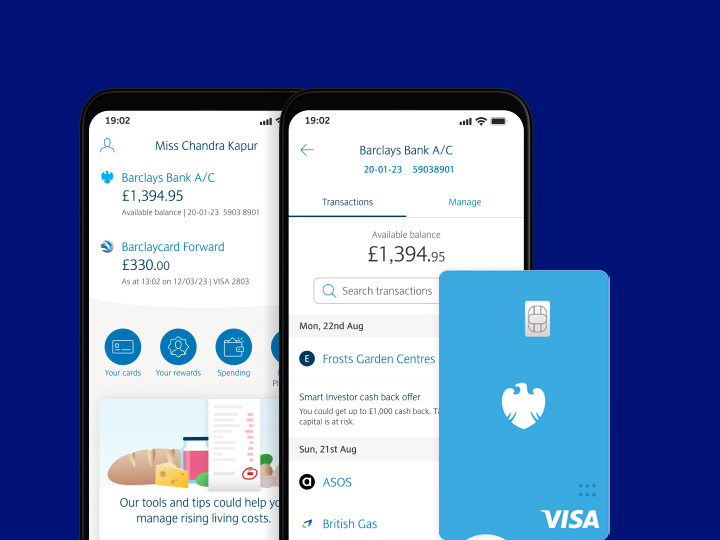 19:02
Miss Chandra Kapur
Barclays Bank A/C
£1,394.95
Available balance | 20-01-23 5903 8901
Barclaycard Forward
£330.00
As at 13:02 on 12/03/23 | VISA 2803
Your cards
Your rewards
Spending
Our tools and tips could help
manage rising living costs.
19:02
Barclays Bank A/C
20-01-23 59038901
Transactions
Manage
Available balance
£1,394.95
Search transactions
Mon, 22nd Aug
E Frosts Garden Centres
Smart Investor cash back offer
You could get up to £1,000 cash back.
capital is at risk.
Sun, 21st Aug
a ASOS
British Gas
VISA